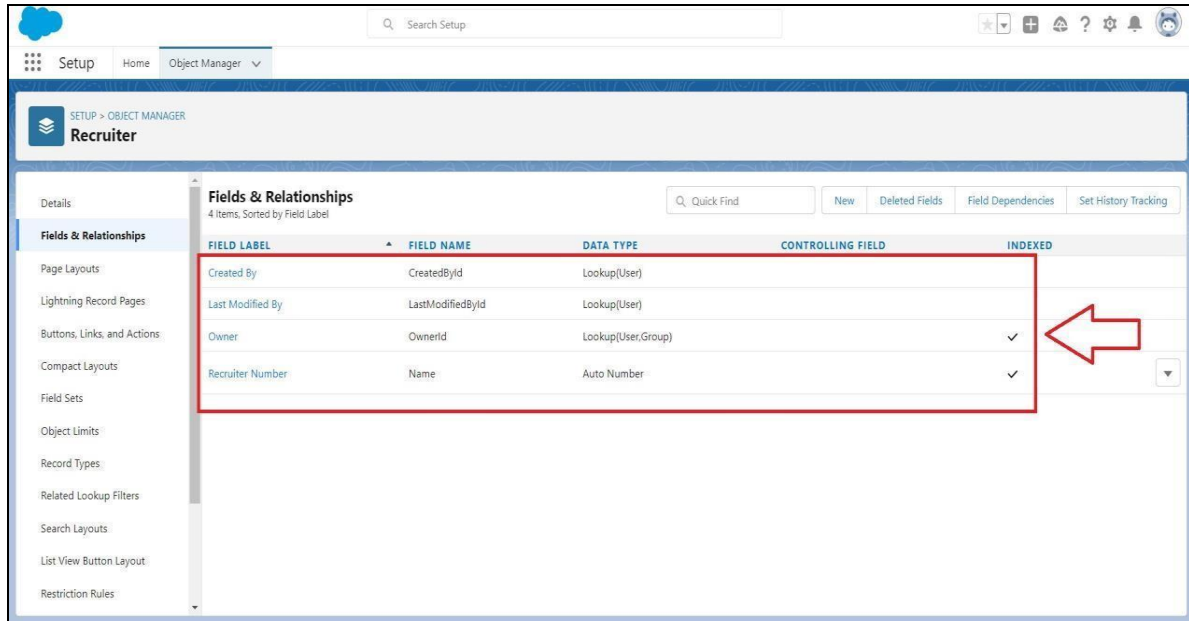 Search Setup
Setup Home Object Manager
SETUP > OBJECT MANAGER
Recruiter
Details
Fields & Relationships
Page Layouts
Lightning Record Pages
Buttons, Links, and Actions
Compact Layouts
Field Sets
Object Limits
Record Types
Related Lookup Filters
Search Layouts
List View Button Layout
Restriction Rules
Fields & Relationships
4 Items, Sorted by Field Label
Quick Find New Deleted Fields Field Dependencies Set History Tracking
FIELD LABEL FIELD NAME DATA TYPE CONTROLLING FIELD INDEXED
Created By CreatedById Lookup(User)
Last Modified By LastModifiedById Lookup(User)
Owner OwnerId Lookup(User,Group)
Recruiter Number Name Auto Number